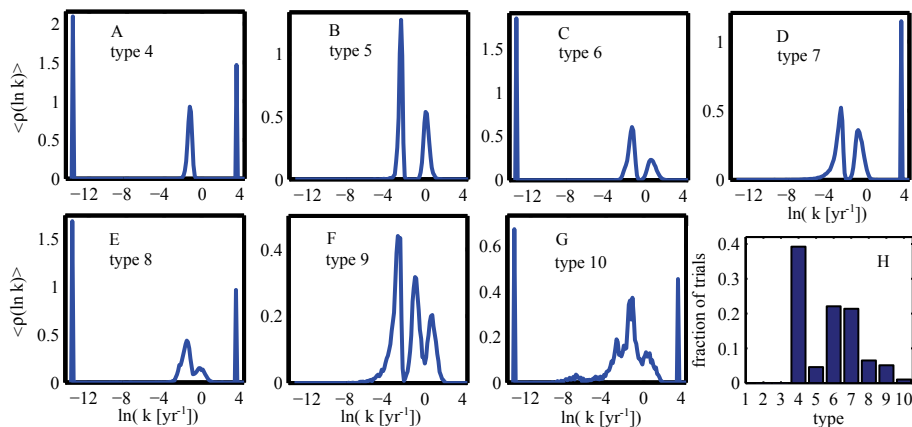 A
type 4
<ρ(ln k)>
2
1.5
1
0.5
0
−12 −8 −4 0 4
B
type 5
1
0.5
0
−12 −8 −4 0 4
C
type 6
1.5
1
0.5
0
−12 −8 −4 0 4
D
type 7
1
0.5
0
−12 −8 −4 0 4
ln( k [yr⁻¹)
E
type 8
<ρ(ln k)>
1.5
1
0.5
0
−12 −8 −4 0 4
ln( k [yr⁻¹)
F
type 9
0.4
0.2
0
−12 −8 −4 0 4
ln( k [yr⁻¹])
G
type 10
0.6
0.4
0.2
0
−12 −8 −4 0 4
ln( k [yr⁻¹])
H
fraction of trials
0.4
0.3
0.2
0.1
0
1 2 3 4 5 6 7 8 9 10
type